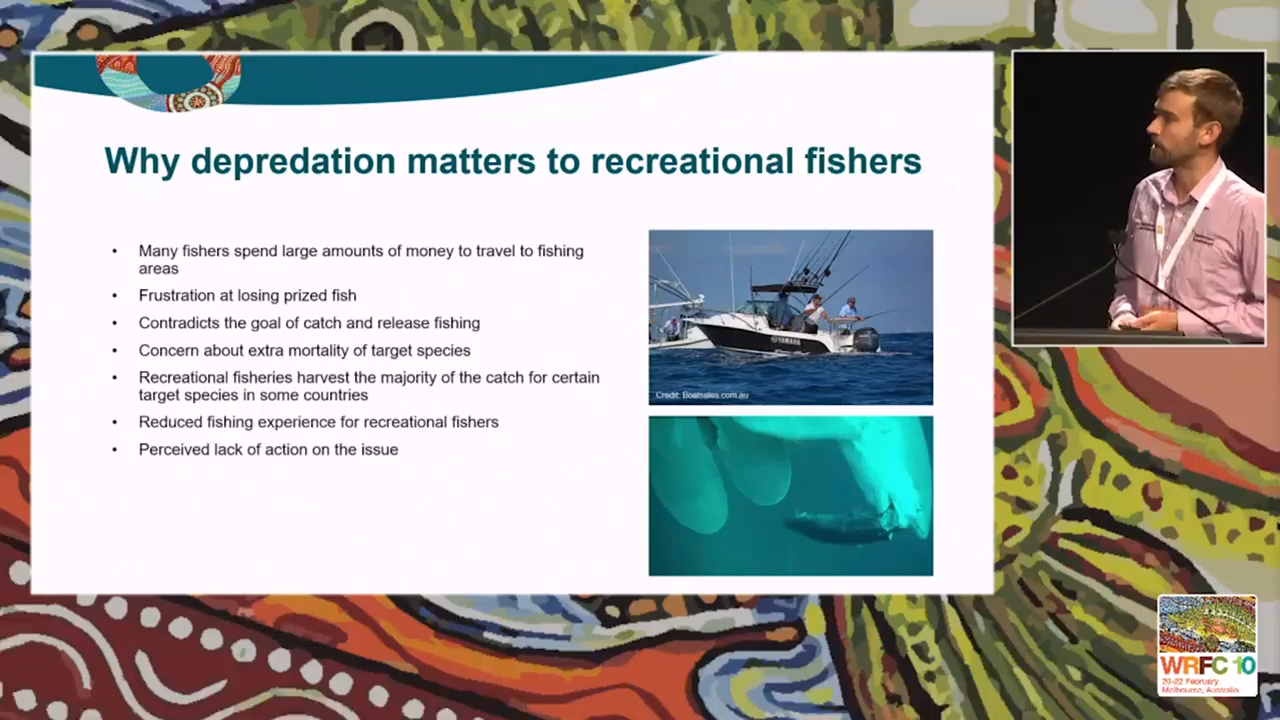 Why depredation matters to recreational fishers
• Many fishers spend large amounts of money to travel to fishing
areas
• Frustration at losing prized fish
• Contradicts the goal of catch and release fishing
• Concern about extra mortality of target species
• Recreational fisheries harvest the majority of the catch for certain
target species in some countries
• Reduced fishing experience for recreational fishers
• Perceived lack of action on the issue
YAMAHA
Credit: Boatsales.com.au
WRFC 10
20-22 February
Melbourne, Australia